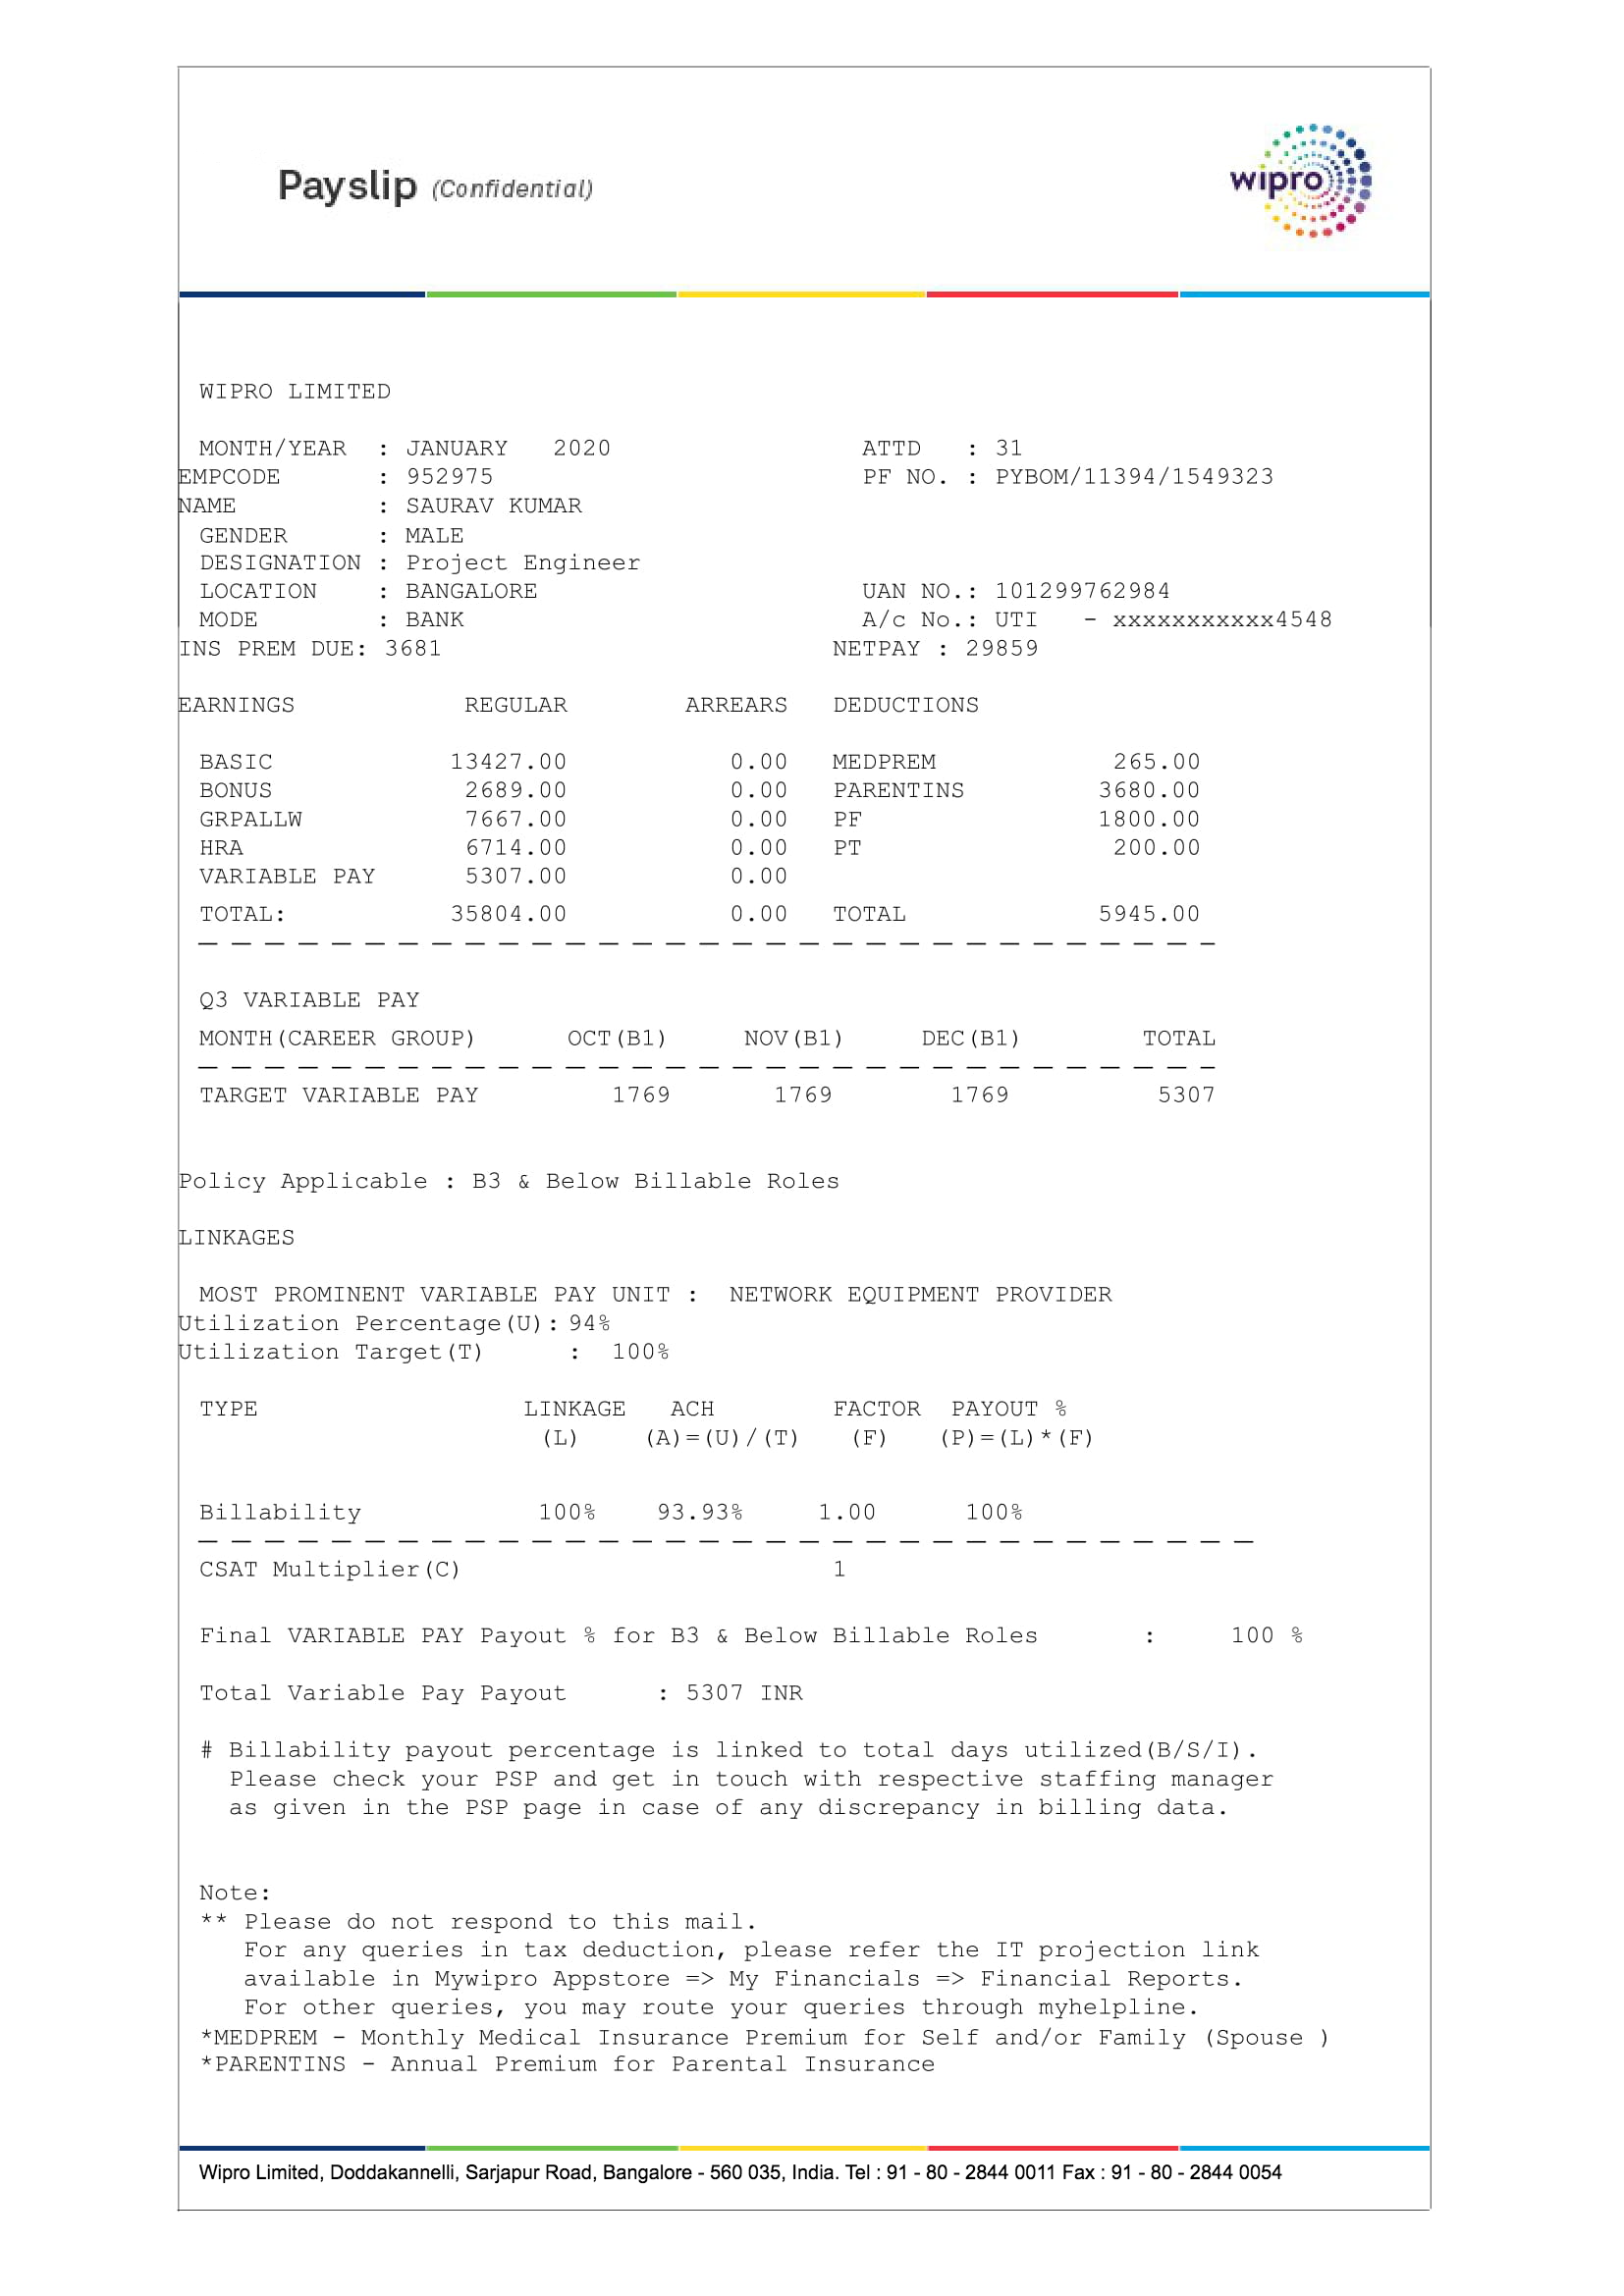 Payslip (Confidential)
wipro
WIPRO LIMITED
MONTH/YEAR : JANUARY 2020 ATTD : 31
EMPCODE : 952975 PF NO. : PYBOM/11394/1549323
NAME : SAURAV KUMAR
GENDER : MALE
DESIGNATION : Project Engineer
LOCATION : BANGALORE UAN NO.: 101299762984
MODE : BANK A/c No.: UTI - xxxxxxxxxxx4548
INS PREM DUE: 3681 NETPAY : 29859
EARNINGS REGULAR ARREARS DEDUCTIONS
BASIC 13427.00 0.00 MEDPREM 265.00
BONUS 2689.00 0.00 PARENTINS 3680.00
GRPALLW 7667.00 0.00 PF 1800.00
HRA 6714.00 0.00 PT 200.00
VARIABLE PAY 5307.00 0.00
TOTAL: 35804.00 0.00 TOTAL 5945.00
Q3 VARIABLE PAY
MONTH(CAREER GROUP) OCT(B1) NOV(B1) DEC(B1) TOTAL
TARGET VARIABLE PAY 1769 1769 1769 5307
Policy Applicable : B3 & Below Billable Roles
LINKAGES
MOST PROMINENT VARIABLE PAY UNIT : NETWORK EQUIPMENT PROVIDER
Utilization Percentage(U): 94%
Utilization Target(T) : 100%
TYPE LINKAGE ACH FACTOR PAYOUT %
(L) (A)=(U)/(T) (F) (P)=(L)*(F)
Billability 100% 93.93% 1.00 100%
CSAT Multiplier(C) 1
Final VARIABLE PAY Payout % for B3 & Below Billable Roles : 100 %
Total Variable Pay Payout : 5307 INR
# Billability payout percentage is linked to total days utilized(B/S/I).
Please check your PSP and get in touch with respective staffing manager
as given in the PSP page in case of any discrepancy in billing data.
Note:
** Please do not respond to this mail.
For any queries in tax deduction, please refer the IT projection link
available in Mywipro Appstore => My Financials => Financial Reports.
For other queries, you may route your queries through myhelpline.
*MEDPREM - Monthly Medical Insurance Premium for Self and/or Family (Spouse )
*PARENTINS - Annual Premium for Parental Insurance
Wipro Limited, Doddakannelli, Sarjapur Road, Bangalore - 560 035, India. Tel : 91 - 80 - 2844 0011 Fax : 91 - 80 - 2844 0054